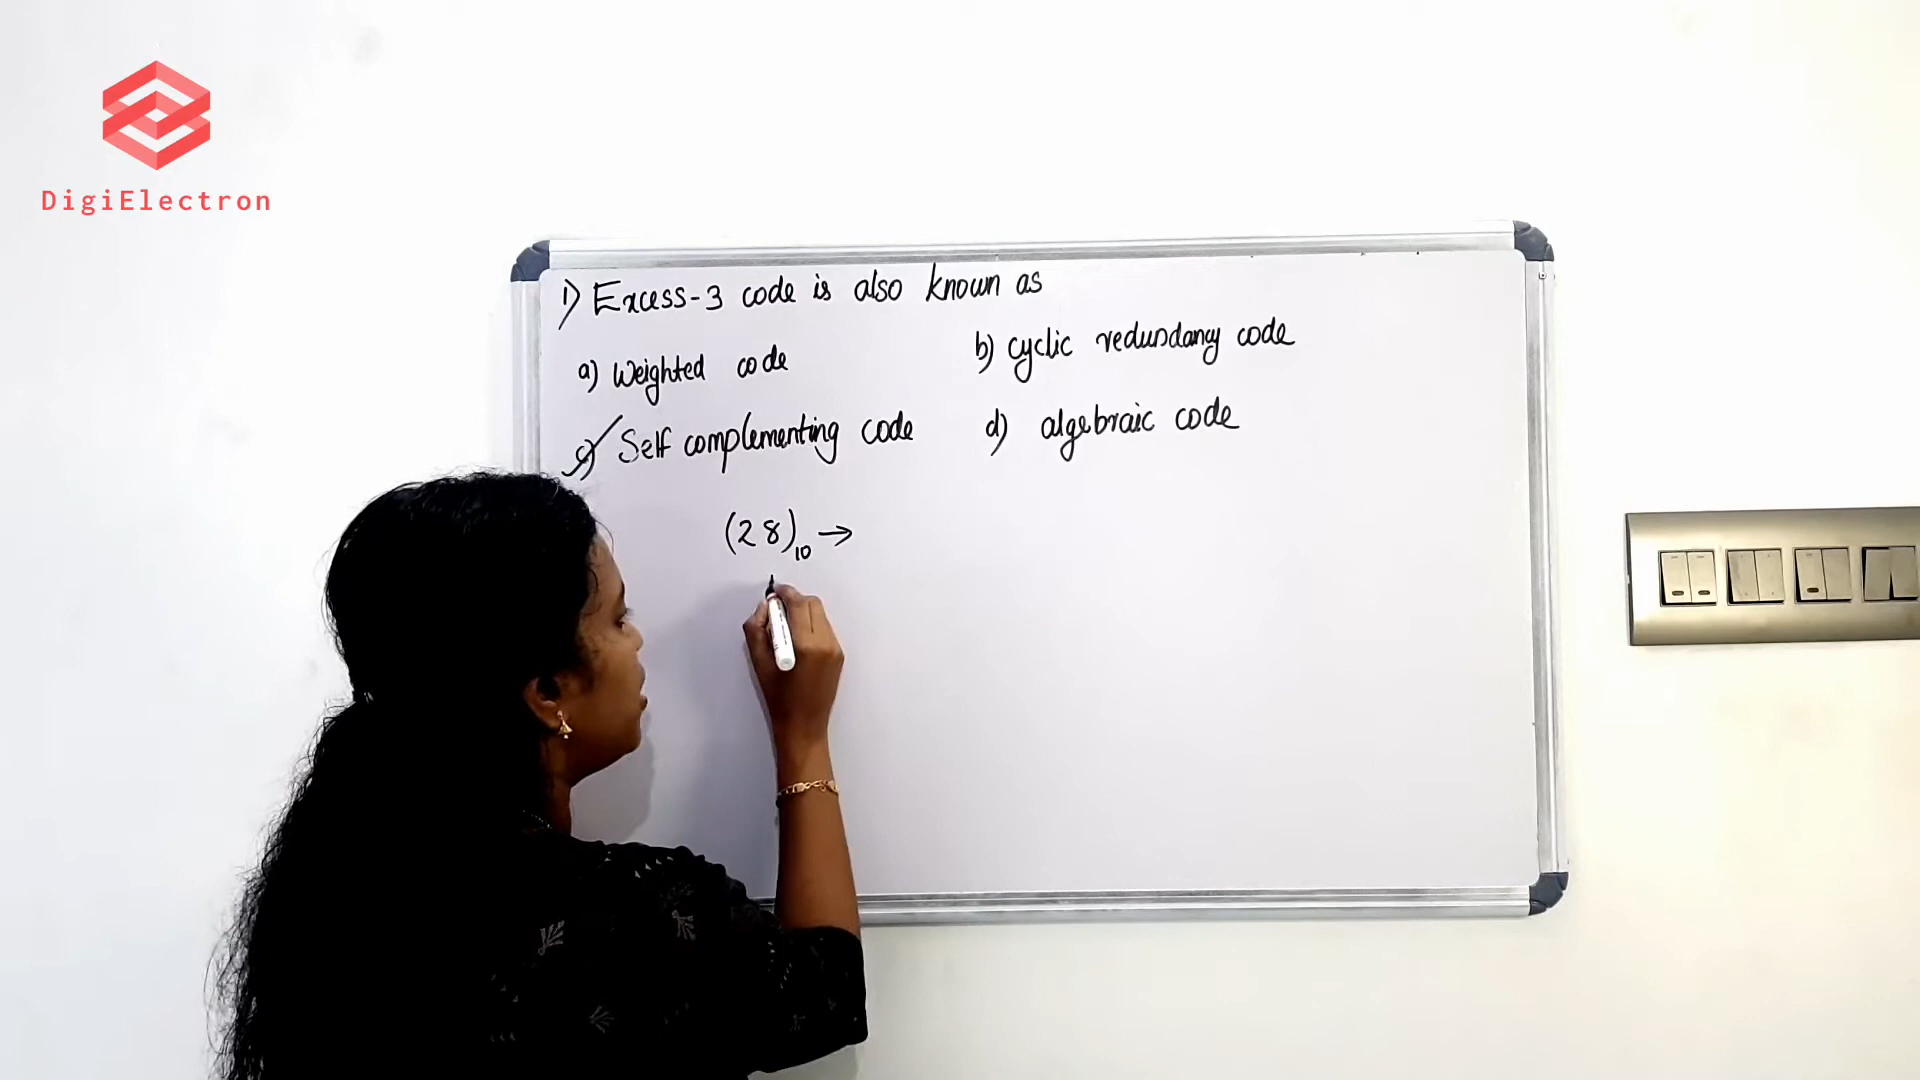 DigiElectron
1) Excess-3 code is also known as
a) Weighted code b) cyclic redundancy code
c) Self complementing code d) algebraic code
(28)₁₀ →